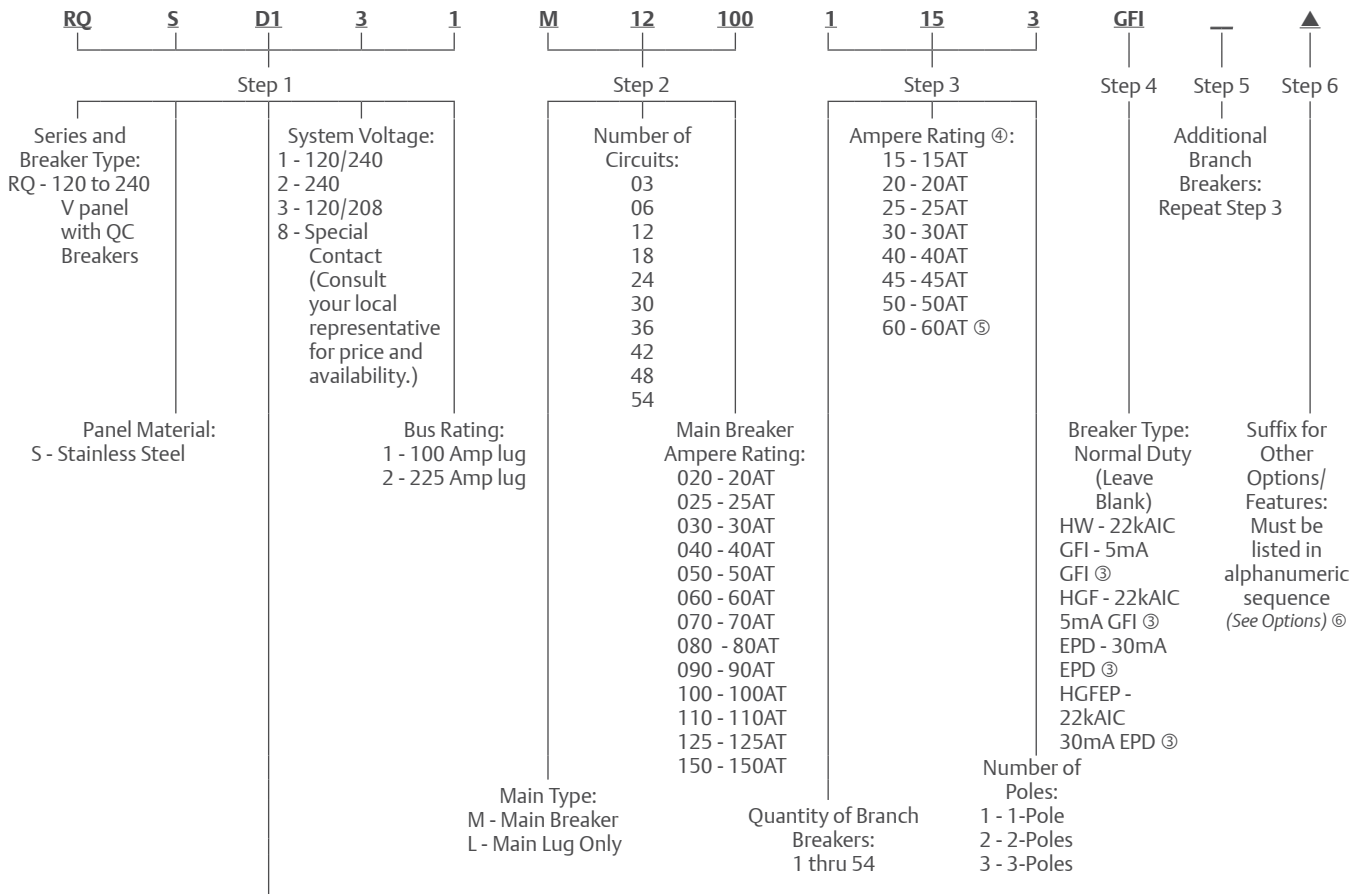 RQ S D1 3 1 M 12 100 1 15 3 GFI __ ▲
Step 1
Step 2
Step 3
Step 4
Step 5
Step 6
Series and
Breaker Type:
RQ - 120 to 240
V panel
with QC
Breakers
System Voltage:
1 - 120/240
2 - 240
3 - 120/208
8 - Special
Contact
(Consult
your local
representative
for price and
availability.)
Number of
Circuits:
03
06
12
18
24
30
36
42
48
54
Ampere Rating ④:
15 - 15AT
20 - 20AT
25 - 25AT
30 - 30AT
40 - 40AT
45 - 45AT
50 - 50AT
60 - 60AT ⑤
Additional
Branch
Breakers:
Repeat Step 3
Panel Material:
S - Stainless Steel
Bus Rating:
1 - 100 Amp lug
2 - 225 Amp lug
Main Breaker
Ampere Rating:
020 - 20AT
025 - 25AT
030 - 30AT
040 - 40AT
050 - 50AT
060 - 60AT
070 - 70AT
080 - 80AT
090 - 90AT
100 - 100AT
110 - 110AT
125 - 125AT
150 - 150AT
Breaker Type:
Normal Duty
(Leave
Blank)
HW - 22kAIC
GFI - 5mA
GFI ③
HGF - 22kAIC
5mA GFI ③
EPD - 30mA
EPD ③
HGFEP -
22kAIC
30mA EPD ③
Suffix for
Other
Options/
Features:
Must be
listed in
alphanumeric
sequence
(See Options) ⑥
Main Type:
M - Main Breaker
L - Main Lug Only
Quantity of Branch
Breakers:
1 thru 54
Number of
Poles:
1 - 1-Pole
2 - 2-Poles
3 - 3-Poles